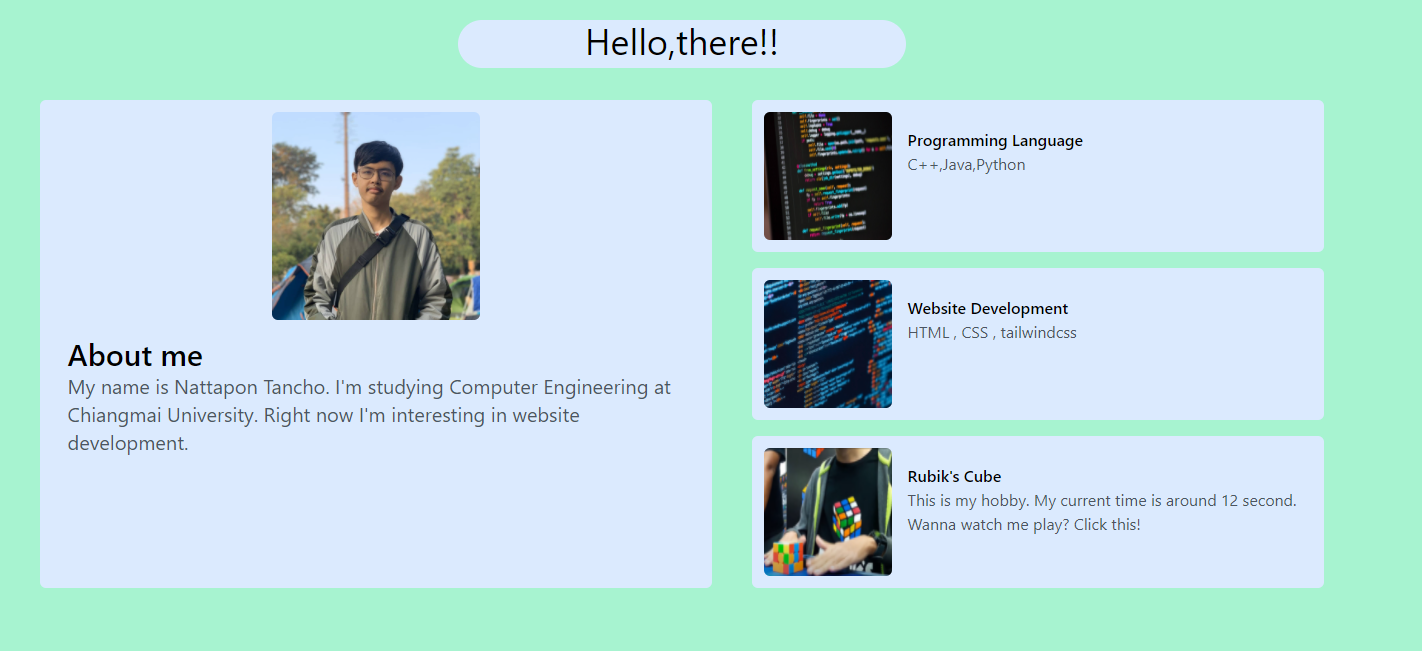 Hello,there!!
About me
My name is Nattapon Tancho. I'm studying Computer Engineering at
Chiangmai University. Right now I'm interesting in website
development.
Programming Language
C++,Java,Python
Website Development
HTML , CSS , tailwindcss
Rubik's Cube
This is my hobby. My current time is around 12 second.
Wanna watch me play? Click this!